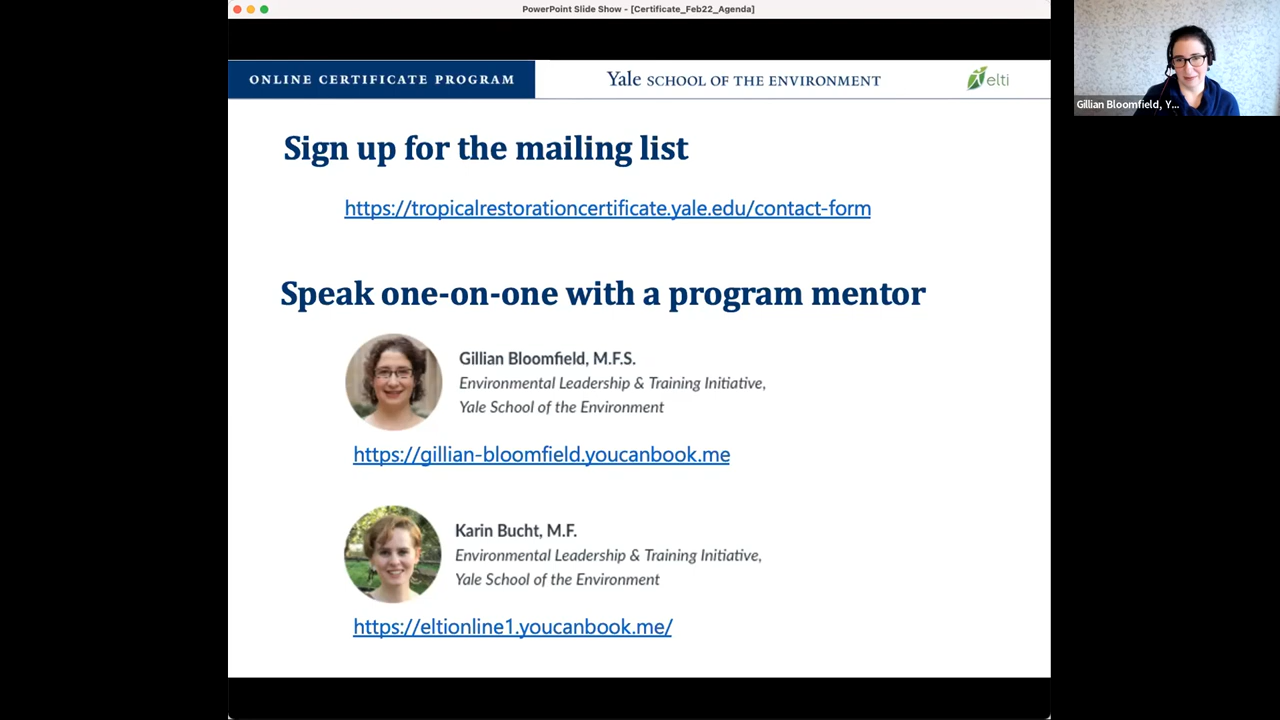 PowerPoint Slide Show - [Certificate_Feb22_Agenda]
ONLINE CERTIFICATE PROGRAM
Yale SCHOOL OF THE ENVIRONMENT
elti
Gillian Bloomfield, Y...
Sign up for the mailing list
https://tropicalrestorationcertificate.yale.edu/contact-form
Speak one-on-one with a program mentor
Gillian Bloomfield, M.F.S.
Environmental Leadership & Training Initiative,
Yale School of the Environment
https://gillian-bloomfield.youcanbook.me
Karin Bucht, M.F.
Environmental Leadership & Training Initiative,
Yale School of the Environment
https://eltionline1.youcanbook.me/